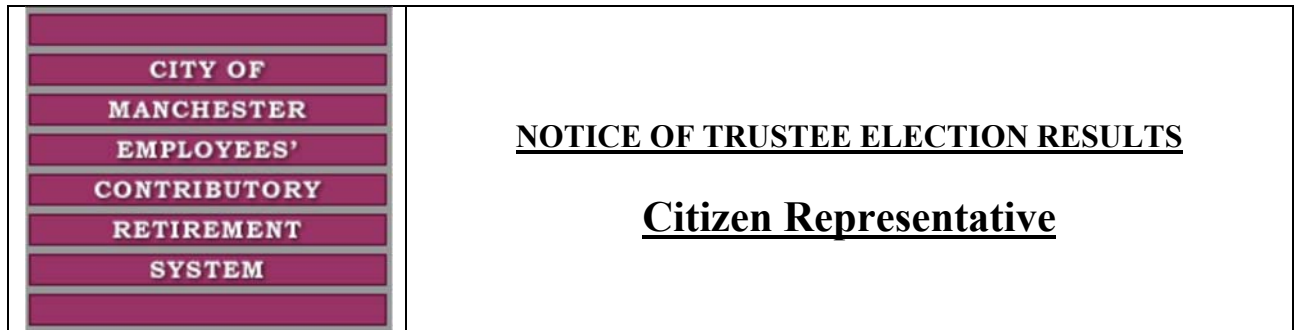 CITY OF
MANCHESTER
EMPLOYEES'
CONTRIBUTORY
RETIREMENT
SYSTEM
NOTICE OF TRUSTEE ELECTION RESULTS
Citizen Representative